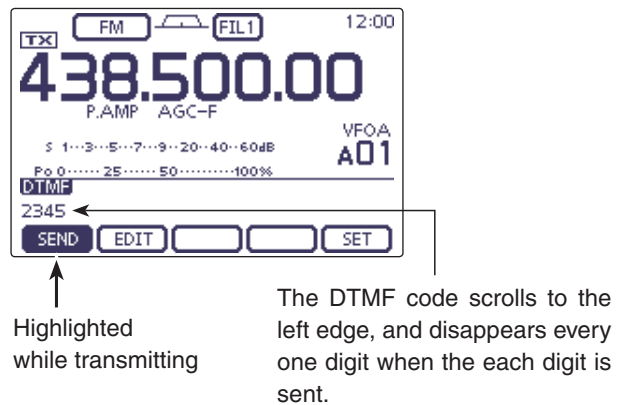 FM FIL1 12:00
TX
438.500.00
P.AMP AGC-F
VFOA
S 1···3···5···7···9··20··40··60dB
A01
Po 0······ 25 ······ 50 ··········100%
DTMF
2345
SEND EDIT SET
Highlighted
while transmitting
The DTMF code scrolls to the
left edge, and disappears every
one digit when the each digit is
sent.